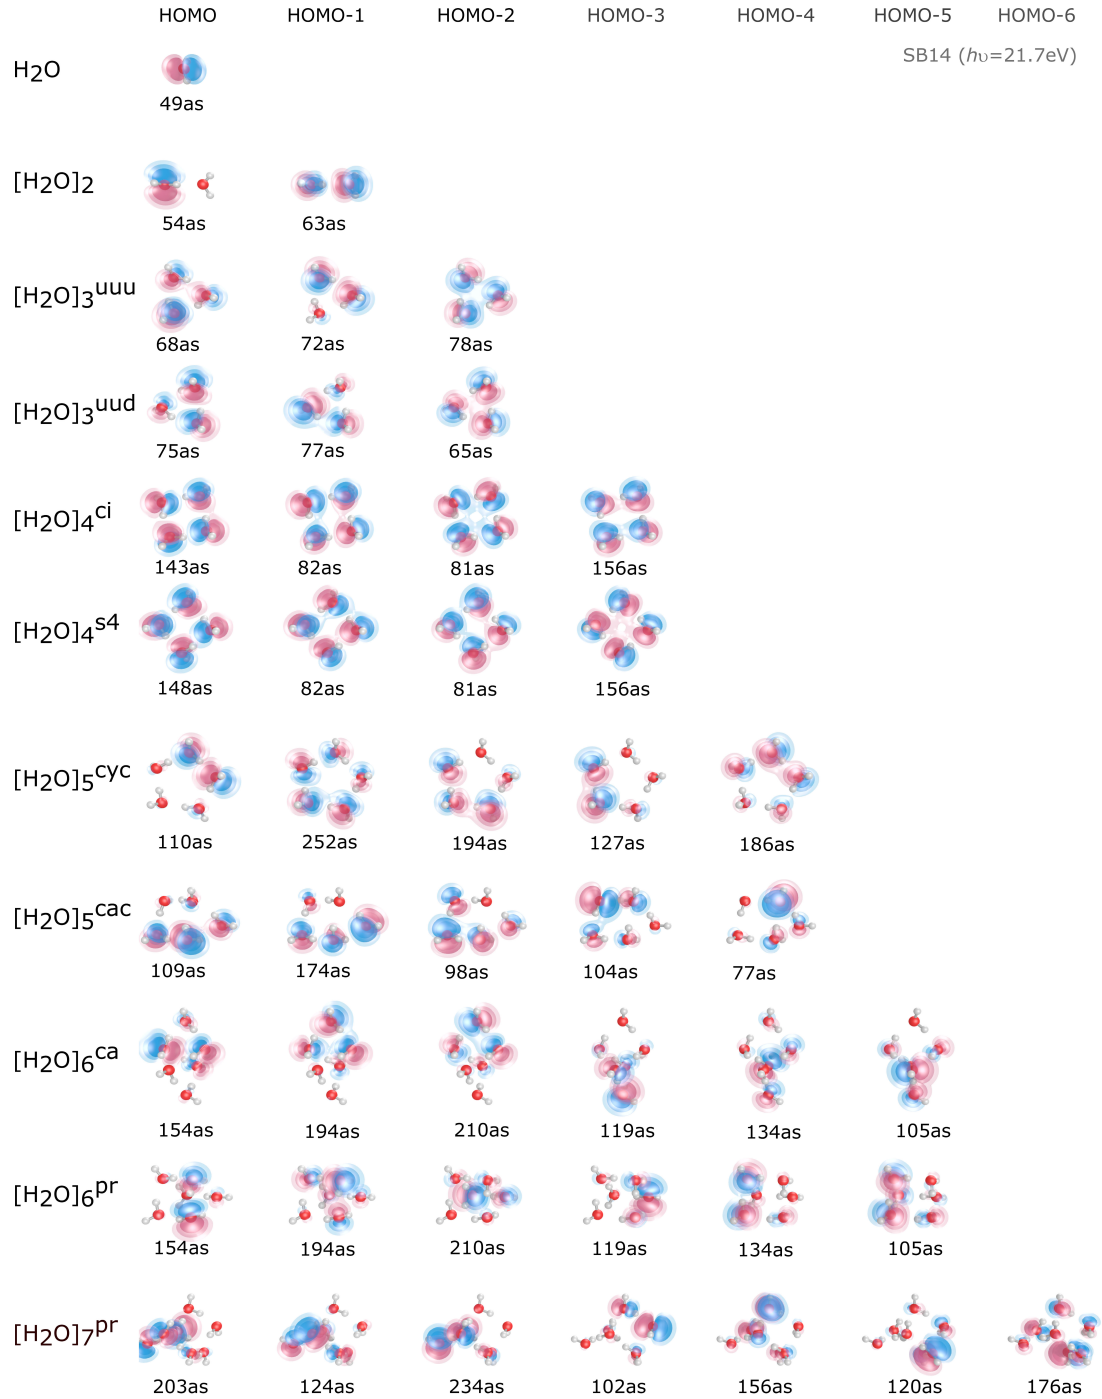 HOMO HOMO-1 HOMO-2 HOMO-3 HOMO-4 HOMO-5 HOMO-6
SB14 (hυ=21.7eV)
H2O
49as
[H2O]2
54as 63as
[H2O]3uuu
68as 72as 78as
[H2O]3uud
75as 77as 65as
[H2O]4ci
143as 82as 81as 156as
[H2O]4s4
148as 82as 81as 156as
[H2O]5cyc
110as 252as 194as 127as 186as
[H2O]5cac
109as 174as 98as 104as 77as
[H2O]6ca
154as 194as 210as 119as 134as 105as
[H2O]6pr
154as 194as 210as 119as 134as 105as
[H2O]7pr
203as 124as 234as 102as 156as 120as 176as